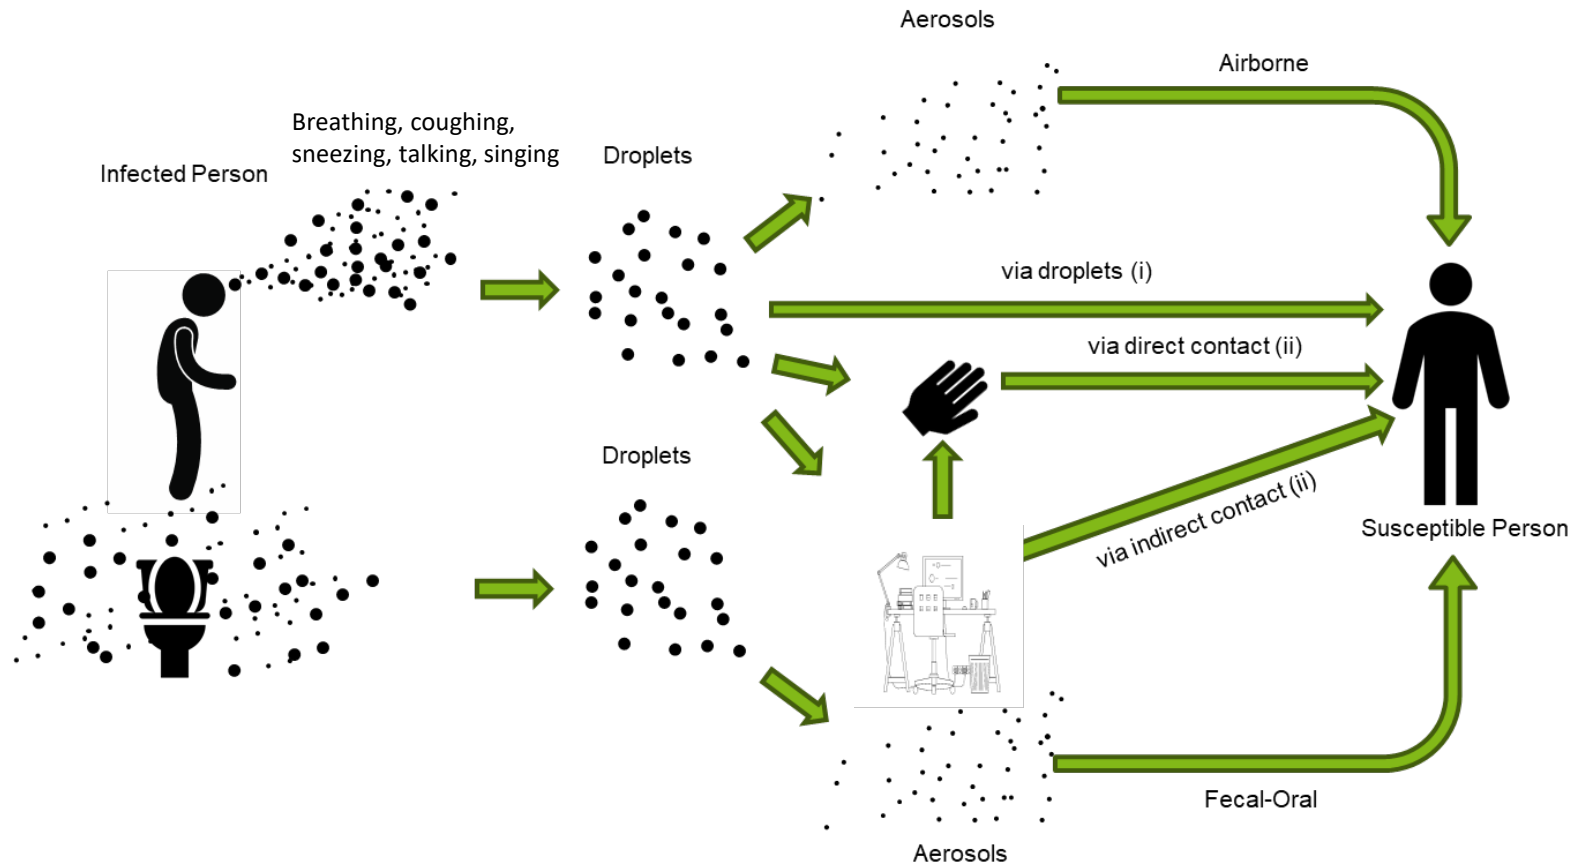 Aerosols
Airborne
Breathing, coughing,
sneezing, talking, singing
Droplets
Infected Person
via droplets (i)
via direct contact (ii)
Droplets
via indirect contact (ii)
Susceptible Person
Fecal-Oral
Aerosols